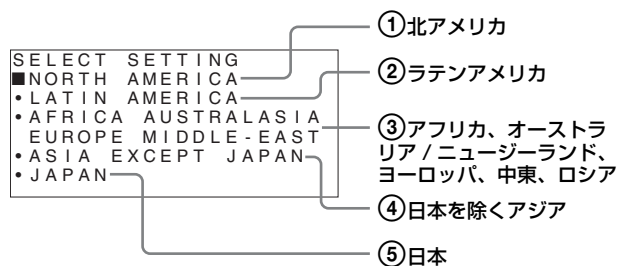 SELECT SETTING
■NORTH AMERICA
•LATIN AMERICA
•AFRICA AUSTRALASIA
EUROPE MIDDLE-EAST
•ASIA EXCEPT JAPAN
•JAPAN
①北アメリカ
②ラテンアメリカ
③アフリカ、オーストラ
リア / ニュージーランド、
ヨーロッパ、中東、ロシア
④日本を除くアジア
⑤日本